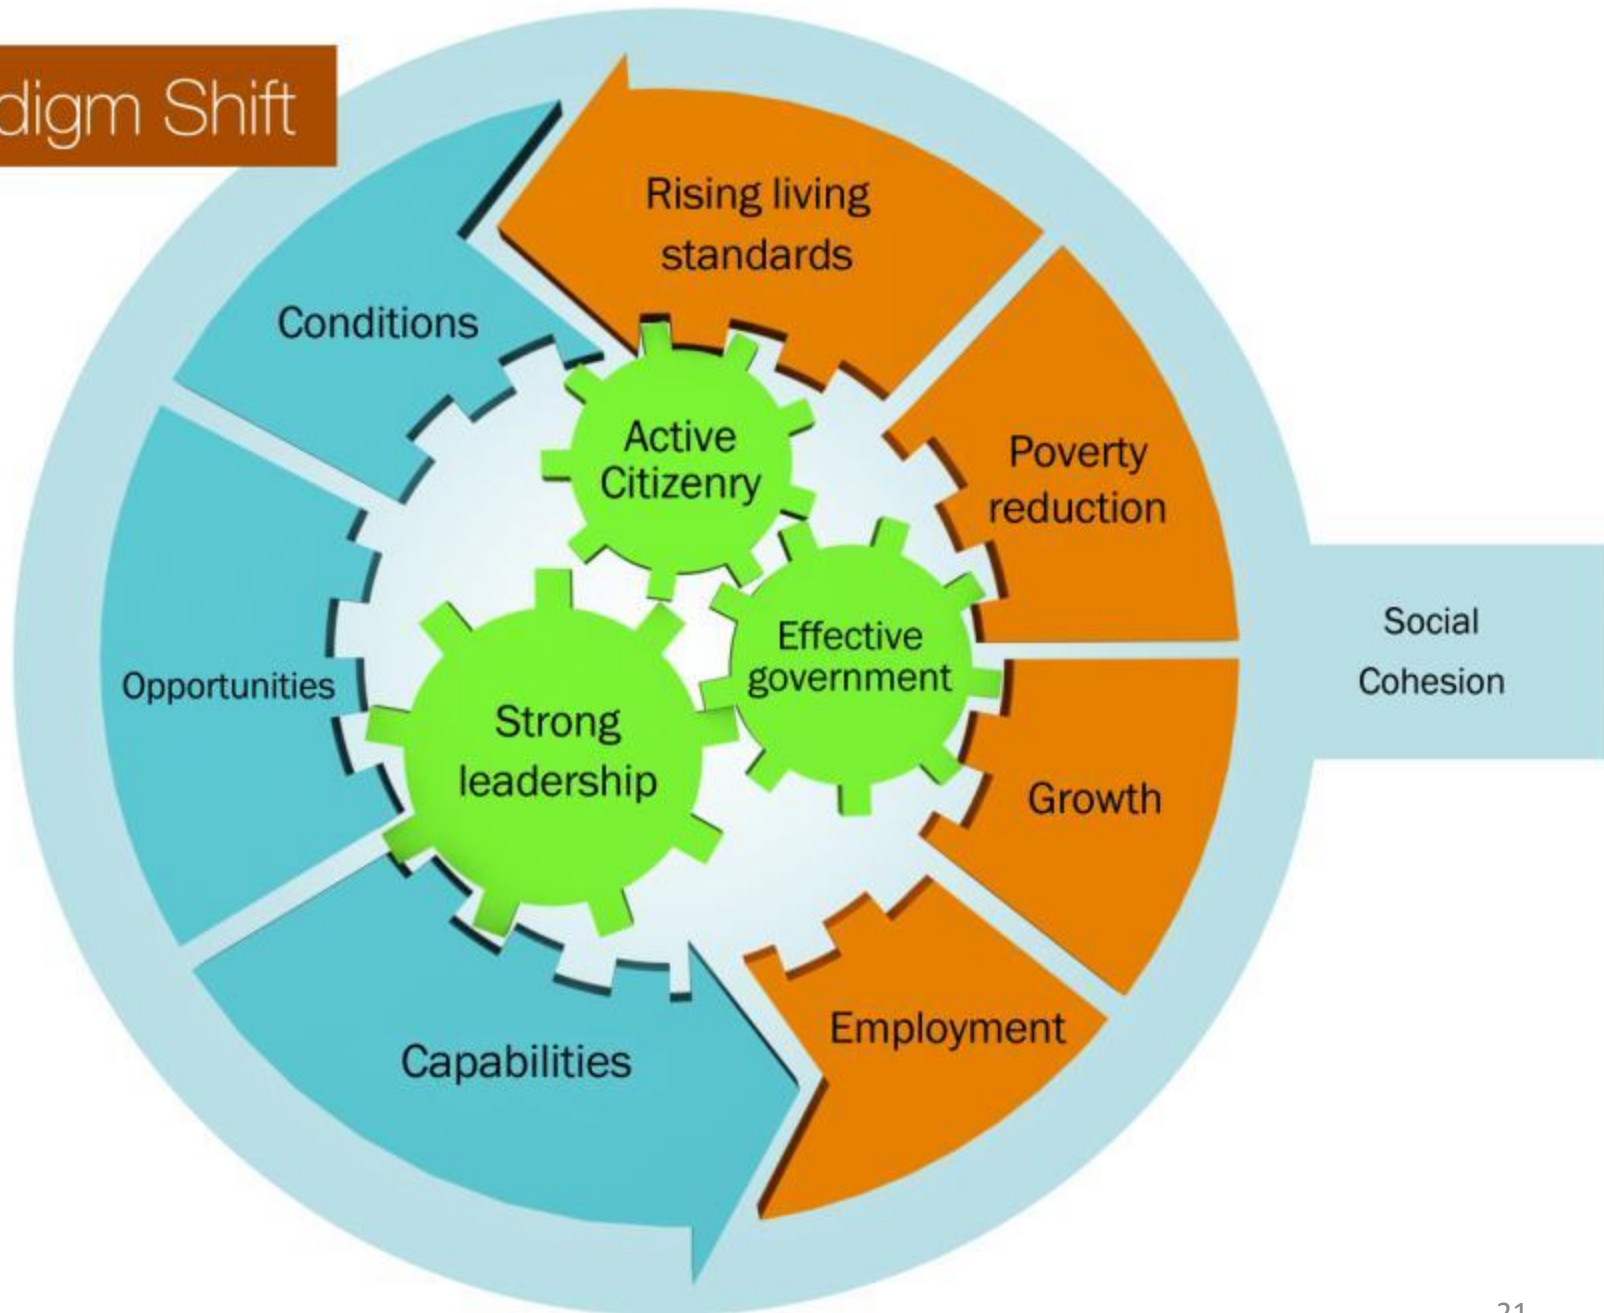 digm Shift
Rising living
standards
Conditions
Active
Citizenry
Poverty
reduction
Social
Cohesion
Effective
government
Opportunities
Strong
leadership
Growth
Employment
Capabilities
21